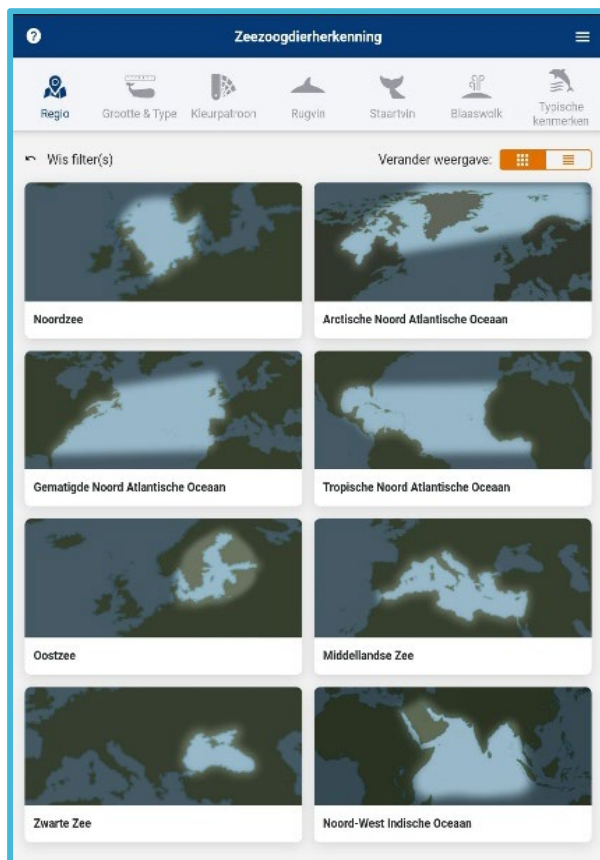 Zeezoogdierherkenning
Regio
Grootte & Type
Kleurpatroon
Rugvin
Staartvin
Blaaswolk
Typische
kenmerken
Wis filter(s)
Verander weergave:
Noordzee
Arctische Noord Atlantische Oceaan
Gematigde Noord Atlantische Oceaan
Tropische Noord Atlantische Oceaan
Oostzee
Middellandse Zee
Zwarte Zee
Noord-West Indische Oceaan